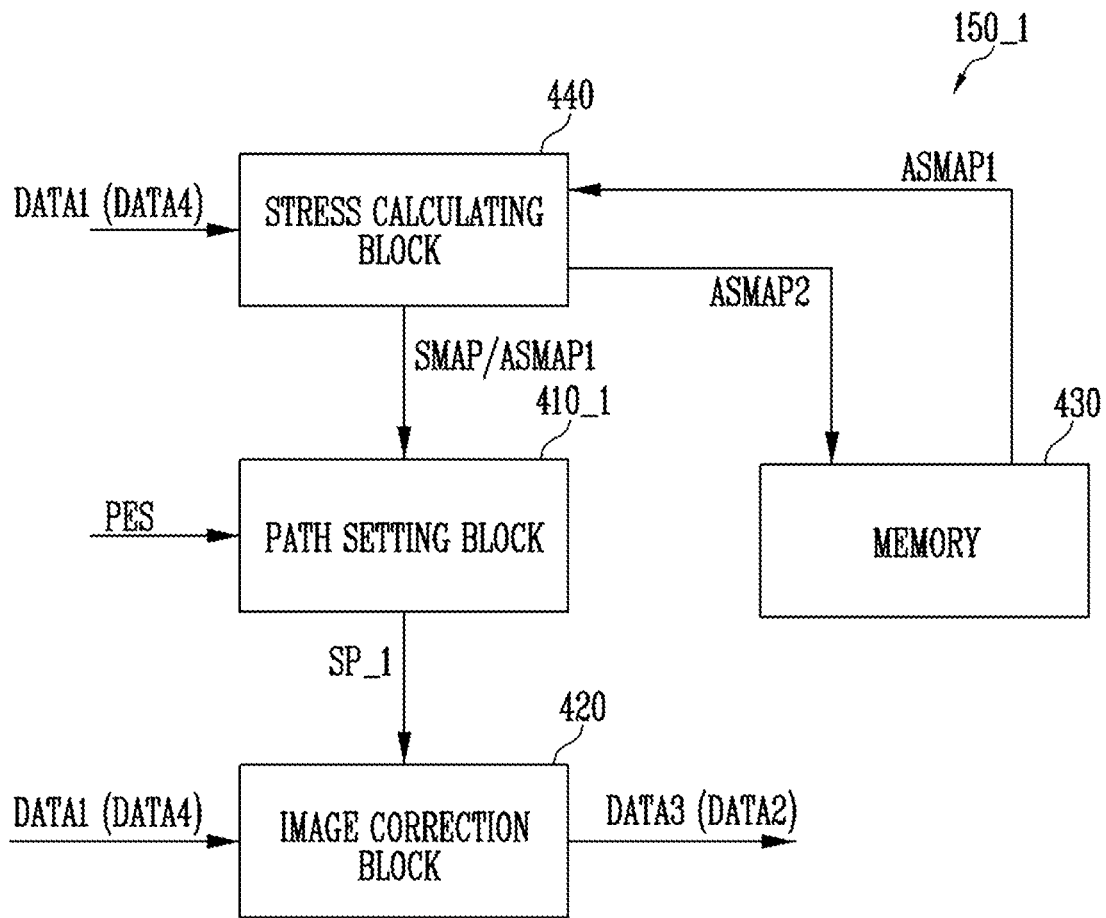 150_1
440
ASMAP1
DATA1 (DATA4)
STRESS CALCULATING
BLOCK
ASMAP2
SMAP/ASMAP1
410_1
430
PES
PATH SETTING BLOCK
MEMORY
SP_1
420
DATA1 (DATA4)
IMAGE CORRECTION
BLOCK
DATA3 (DATA2)